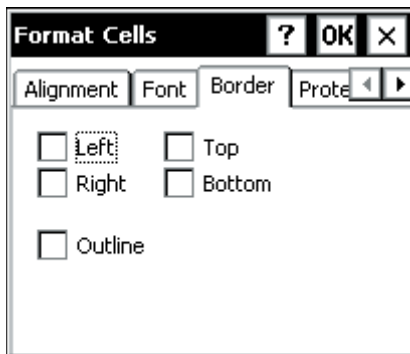 Format Cells ? OK ×
Alignment Font Border Prote
Left Top
Right Bottom
Outline